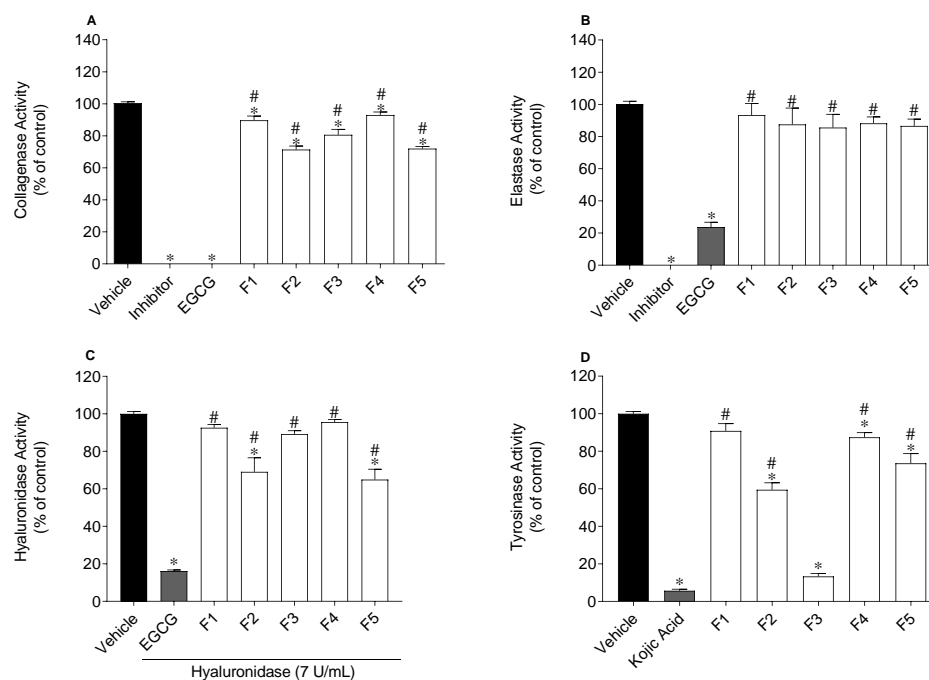 A
Collagenase Activity
(% of control)
140
120
100
80
60
40
20
0
* * # * # * # * # * # *
Vehicle Inhibitor EGCG F1 F2 F3 F4 F5
B
Elastase Activity
(% of control)
140
120
100
80
60
40
20
0
* * # # # # #
Vehicle Inhibitor EGCG F1 F2 F3 F4 F5
C
Hyaluronidase Activity
(% of control)
120
100
80
60
40
20
0
* # # * # # # *
Vehicle EGCG F1 F2 F3 F4 F5
Hyaluronidase (7 U/mL)
D
Tyrosinase Activity
(% of control)
120
100
80
60
40
20
0
* # # * * # * # *
Vehicle Kojic Acid F1 F2 F3 F4 F5